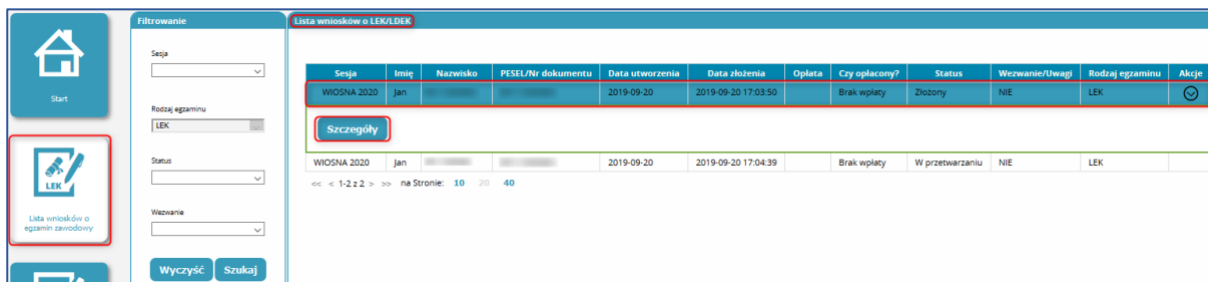 Start
LEK
Lista wniosków o
egzamin zawodowy
Filtrowanie
Sesja
Rodzaj egzaminu
LEK
Status
Wezwanie
Wyczyść Szukaj
Lista wniosków o LEK/LDEK
Sesja Imię Nazwisko PESEL/Nr dokumentu Data utworzenia Data złożenia Opłata Czy opłacony? Status Wezwanie/Uwagi Rodzaj egzaminu Akcje
WIOSNA 2020 Jan 2019-09-20 2019-09-20 17:03:50 Brak wpłaty Złożony NIE LEK
Szczegóły
WIOSNA 2020 Jan 2019-09-20 2019-09-20 17:04:39 Brak wpłaty W przetwarzaniu NIE LEK
<< < 1-2 z 2 > >> na Stronie: 10 20 40